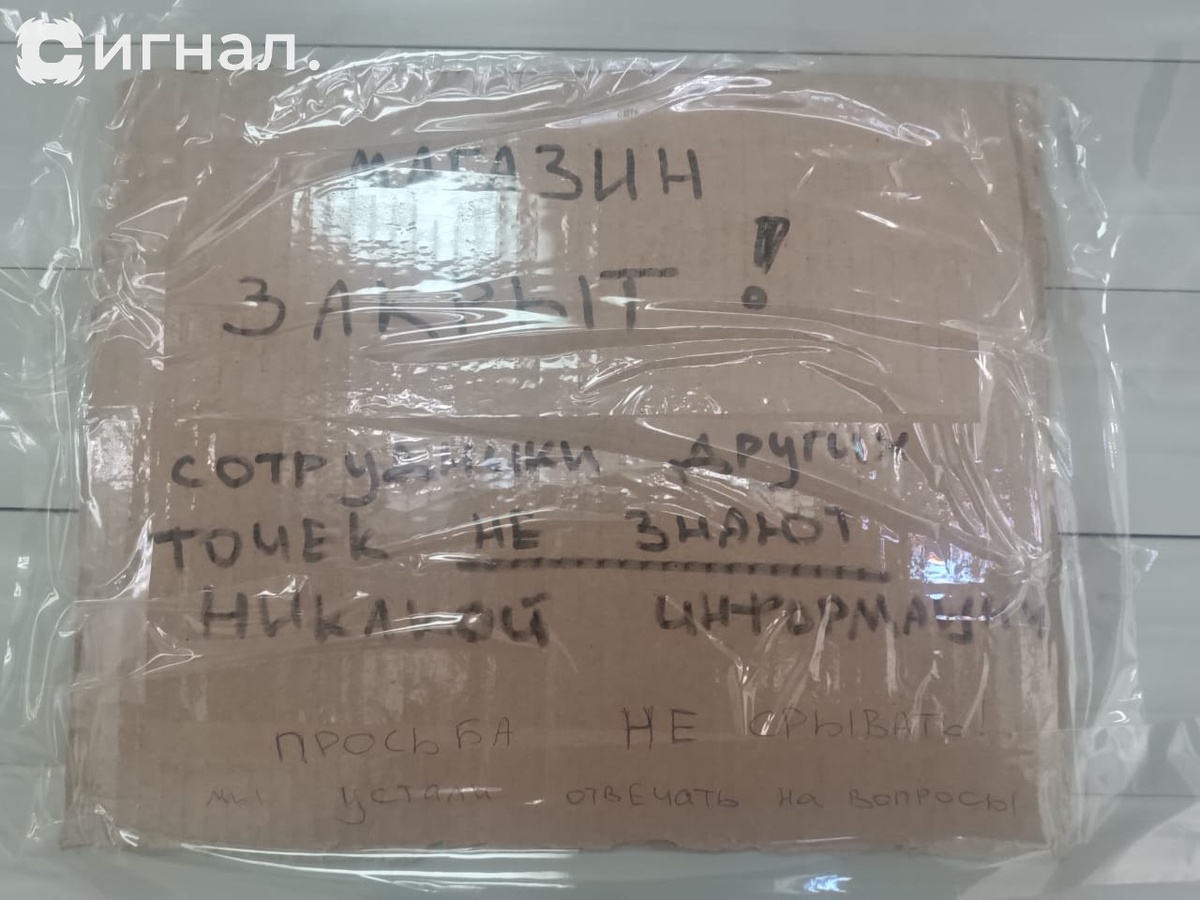 Сигнал.
МАГАЗИН
ЗАКРЫТ!
СОТРУДНИКИ ДРУГИХ
ТОЧЕК НЕ ЗНАЮТ
НИКАКОЙ ИНФОРМАЦИИ
ПРОСЬБА НЕ СРЫВАТЬ!
мы устали отвечать на вопросы